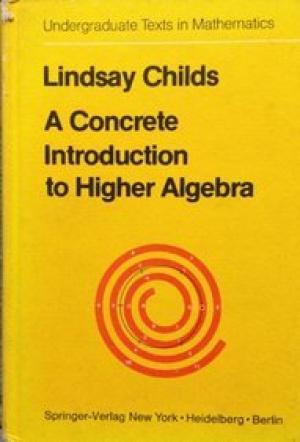 Undergraduate Texts in Mathematics
Lindsay Childs
A Concrete
Introduction
to Higher Algebra
Springer-Verlag New York · Heidelberg · Berlin